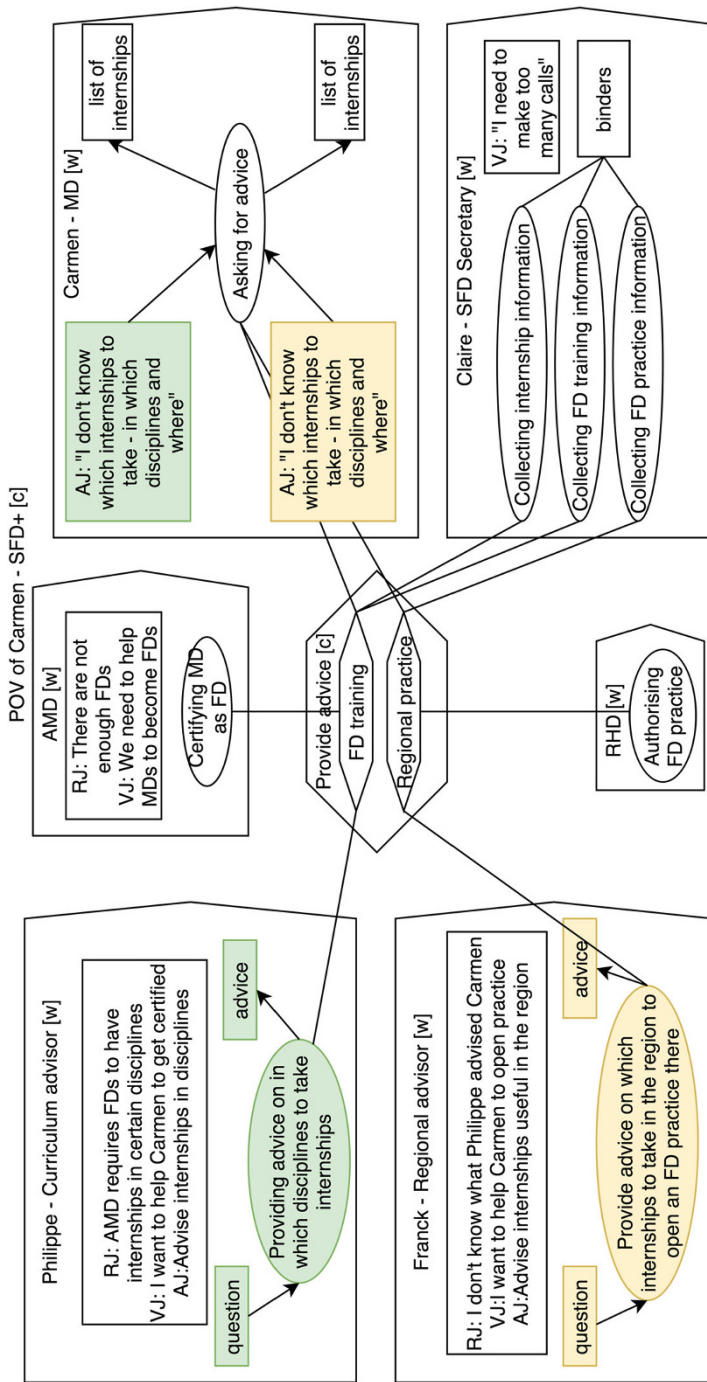 POV of Carmen - SFD+ [c]
Philippe - Curriculum advisor [w]
RJ: AMD requires FDs to have
internships in certain disciplines
VJ: I want to help Carmen to get certified
AJ:Advise internships in disciplines
question
advice
Providing advice on in
which disciplines to take
internships
AMD [w]
RJ: There are not
enough FDs
VJ: We need to help
MDs to become FDs
Certifying MD
as FD
Carmen - MD [w]
AJ: "I don't know
which internships to
take - in which
disciplines and
where"
list of
internships
Asking for advice
AJ: "I don't know
which internships to
take - in which
disciplines and
where"
list of
internships
Provide advice [c]
FD training
Regional practice
Franck - Regional advisor [w]
RJ: I don't know what Philippe advised Carmen
VJ:I want to help Carmen to open practice
AJ:Advise internships useful in the region
question
advice
Provide advice on which
internships to take in the region to
open an FD practice there
RHD [w]
Authorising
FD practice
Claire - SFD Secretary [w]
Collecting internship information
Collecting FD training information
Collecting FD practice information
VJ: "I need to
make too
many calls"
binders